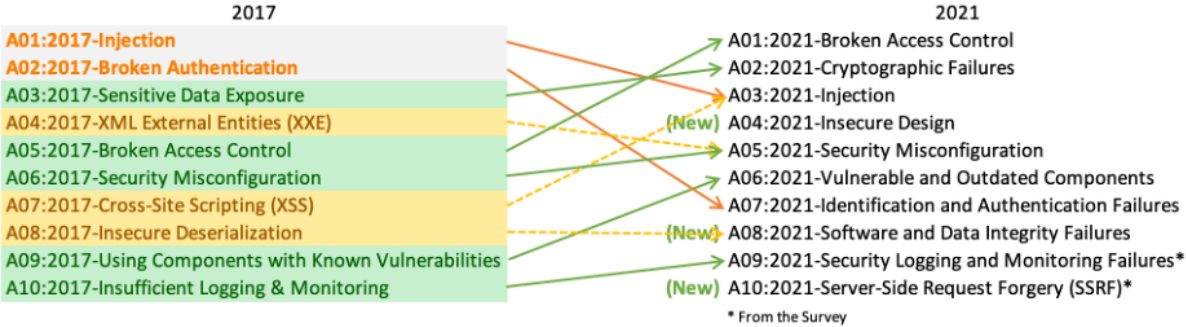 2017
2021
A01:2017-Injection
A02:2017-Broken Authentication
A03:2017-Sensitive Data Exposure
A04:2017-XML External Entities (XXE)
A05:2017-Broken Access Control
A06:2017-Security Misconfiguration
A07:2017-Cross-Site Scripting (XSS)
A08:2017-Insecure Deserialization
A09:2017-Using Components with Known Vulnerabilities
A10:2017-Insufficient Logging & Monitoring
A01:2021-Broken Access Control
A02:2021-Cryptographic Failures
A03:2021-Injection
(New) A04:2021-Insecure Design
A05:2021-Security Misconfiguration
A06:2021-Vulnerable and Outdated Components
A07:2021-Identification and Authentication Failures
(New) A08:2021-Software and Data Integrity Failures
A09:2021-Security Logging and Monitoring Failures*
(New) A10:2021-Server-Side Request Forgery (SSRF)*
* From the Survey